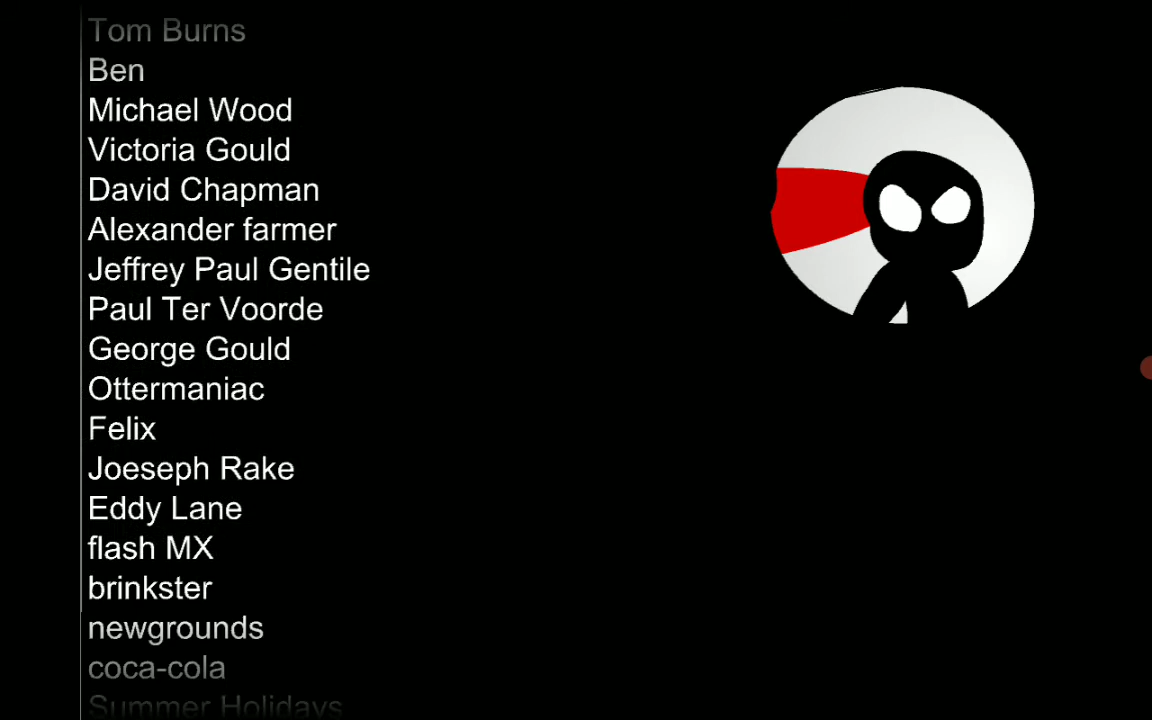 Tom Burns
Ben
Michael Wood
Victoria Gould
David Chapman
Alexander farmer
Jeffrey Paul Gentile
Paul Ter Voorde
George Gould
Ottermaniac
Felix
Joeseph Rake
Eddy Lane
flash MX
brinkster
newgrounds
coca-cola
Summer Holidays